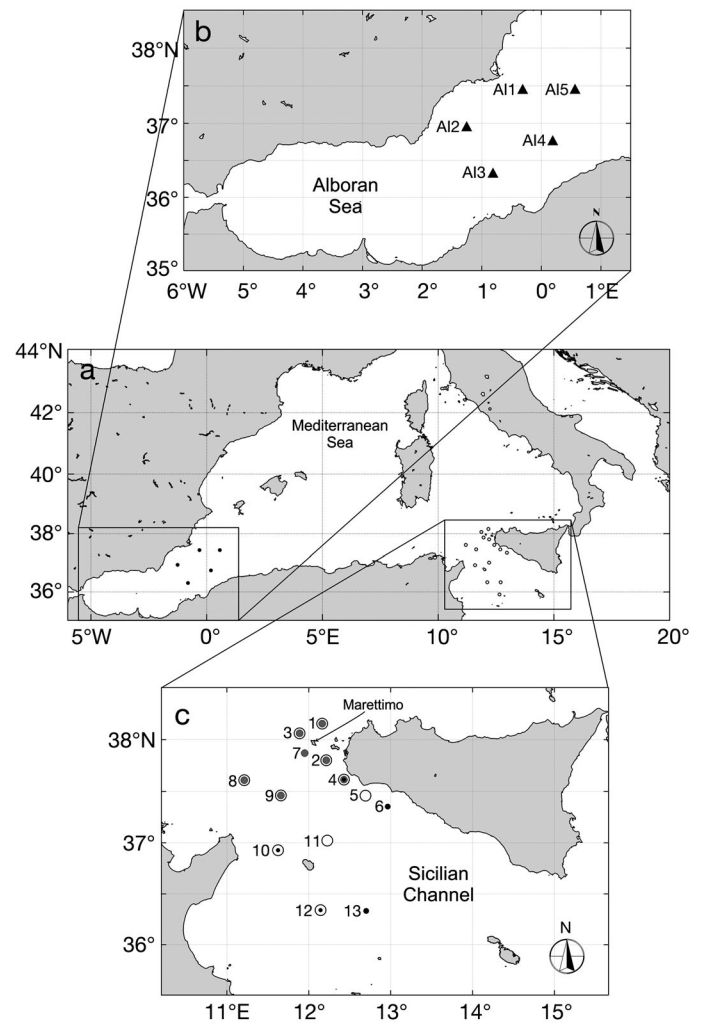 b
38°N
37°
36°
35°
6°W 5° 4° 3° 2° 1° 0° 1°E
Al1
Al5
Al2
Al4
Al3
Alboran
Sea
N
a
44°N
42°
40°
38°
36°
5°W 0° 5°E 10° 15° 20°
Mediterranean
Sea
c
Marettimo
1
3
7
2
8
4
9
5
6
11
10
12
13
38°N
37°
36°
Sicilian
Channel
N
11°E 12° 13° 14° 15°